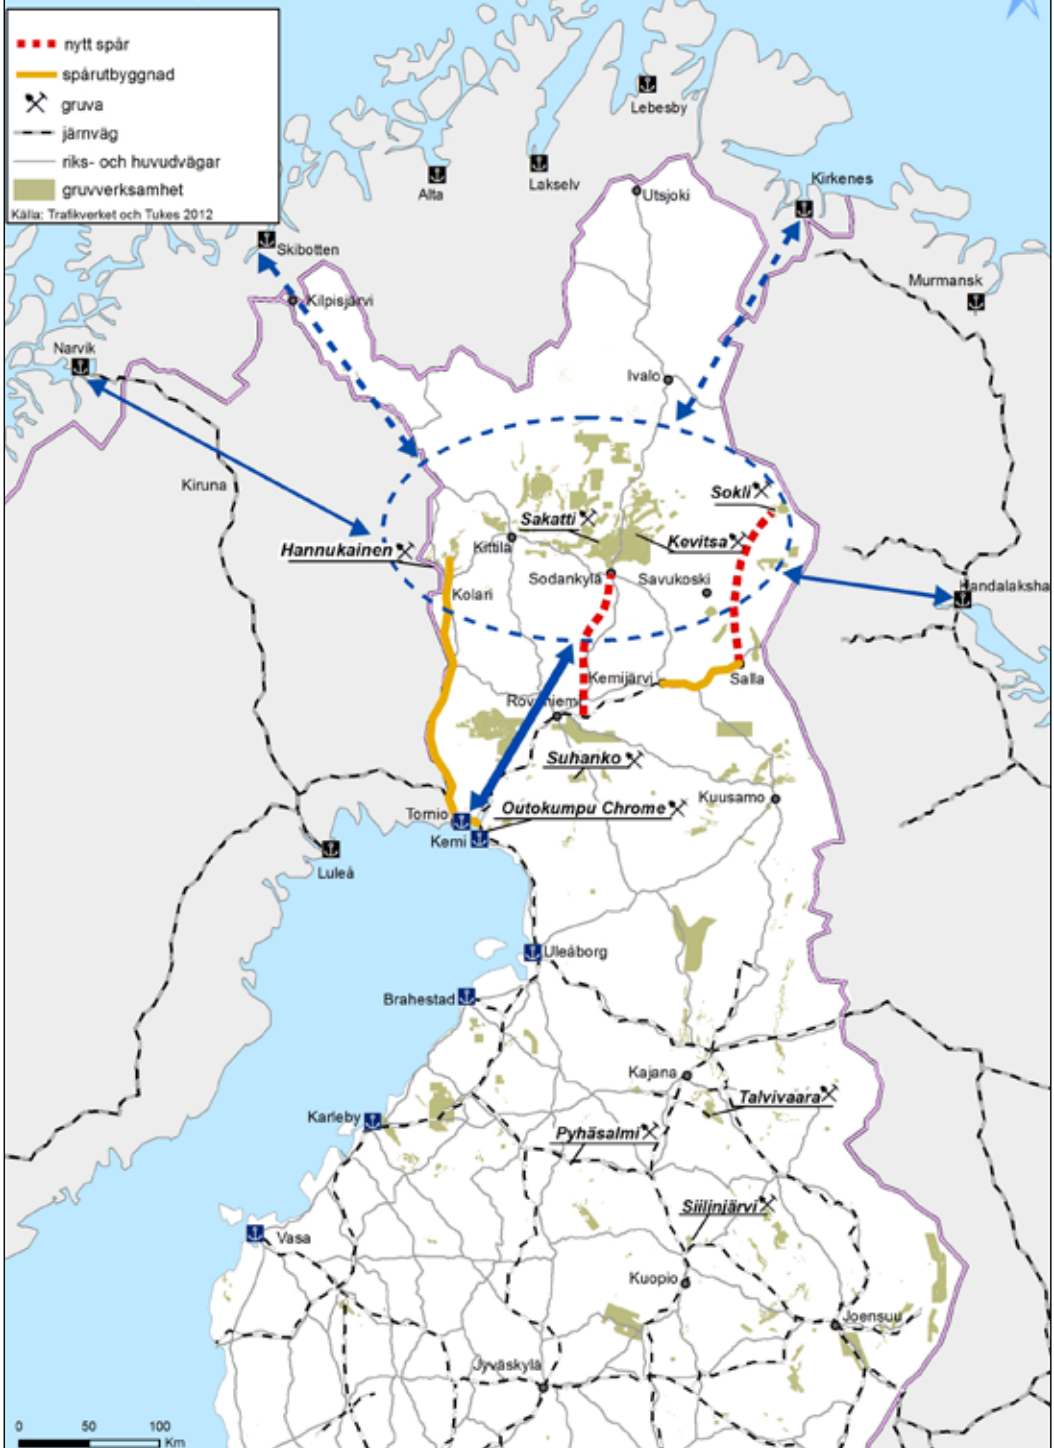 nytt spår
spårutbyggnad
gruva
järnväg
riks- och huvudvägar
gruvverksamhet
Källa: Trafikverket och Tukes 2012
Lebesby
Alta
Lakselv
Utsjoki
Kirkenes
Skibotten
Kilpisjärvi
Murmansk
Narvik
Ivalo
Kiruna
Sokli
Sakatti
Kevitsa
Hannukainen
Kittilä
Sodankylä
Savukoski
Kandalaksha
Kolari
Kemijärvi
Salla
Rovaniemi
Suhanko
Outokumpu Chrome
Kuusamo
Tornio
Kemi
Luleå
Uleåborg
Brahestad
Kajana
Talvivaara
Karleby
Pyhäsalmi
Siilinjärvi
Vasa
Kuopio
Joensuu
Jyväskylä
0 50 100
Km